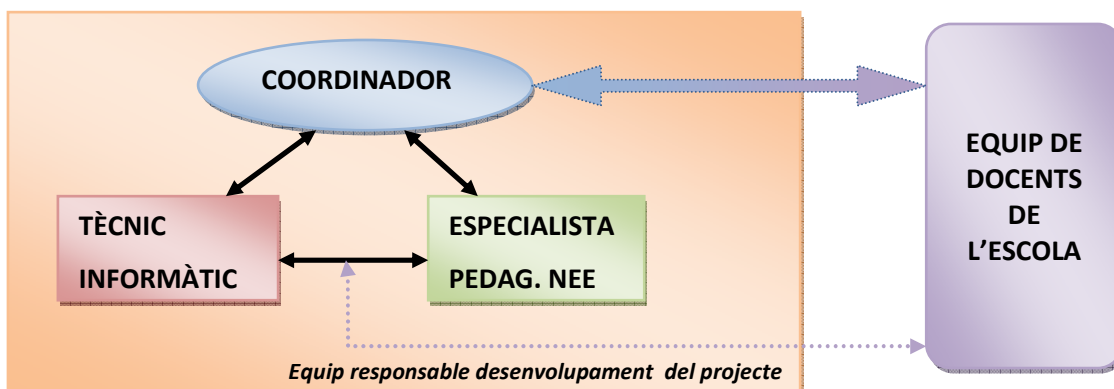 COORDINADOR
TÈCNIC
INFORMÀTIC
ESPECIALISTA
PEDAG. NEE
EQUIP DE
DOCENTS
DE
L’ESCOLA
Equip responsable desenvolupament del projecte